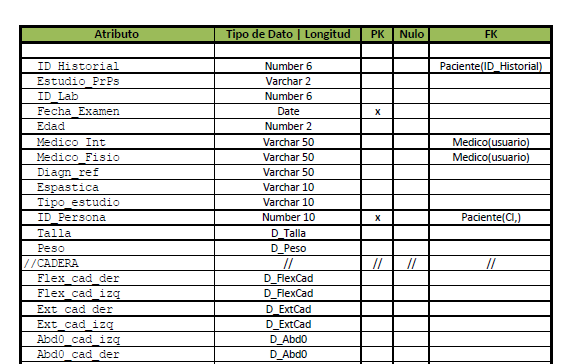 Atributo Tipo de Dato | Longitud PK Nulo FK
ID_Historial Number 6 Paciente(ID_Historial)
Estudio_PrPs Varchar 2
ID_Lab Number 6
Fecha_Examen Date x
Edad Number 2
Medico_Int Varchar 50 Medico(usuario)
Medico_Fisio Varchar 50 Medico(usuario)
Diagn_ref Varchar 50
Espastica Varchar 10
Tipo_estudio Varchar 10
ID_Persona Number 10 x Paciente(CI,)
Talla D_Talla
Peso D_Peso
//CADERA // // // //
Flex_cad_der D_FlexCad
Flex_cad_izq D_FlexCad
Ext_cad_der D_ExtCad
Ext_cad_izq D_ExtCad
Abd0_cad_izq D_Abd0
Abd0_cad_der D_Abd0